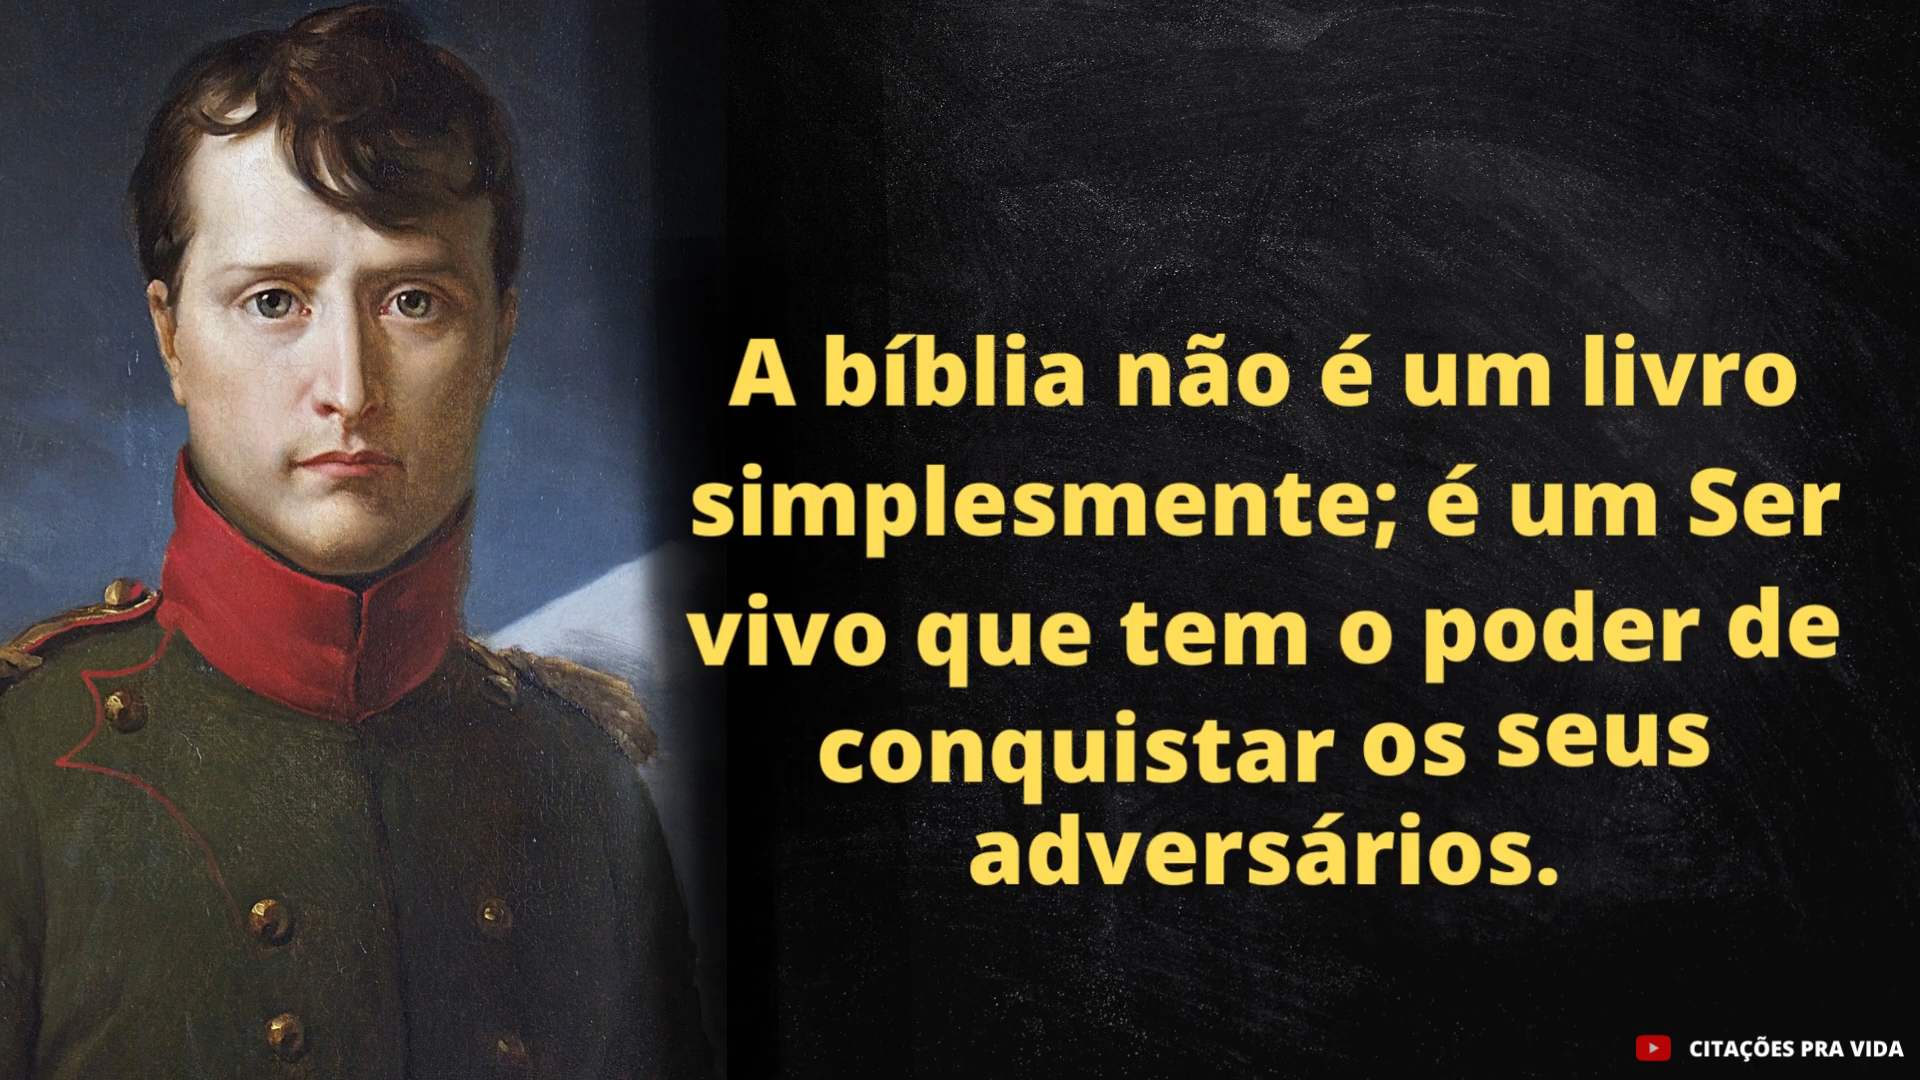 A bíblia não é um livro
simplesmente; é um Ser
vivo que tem o poder de
conquistar os seus
adversários.
CITAÇÕES PRA VIDA